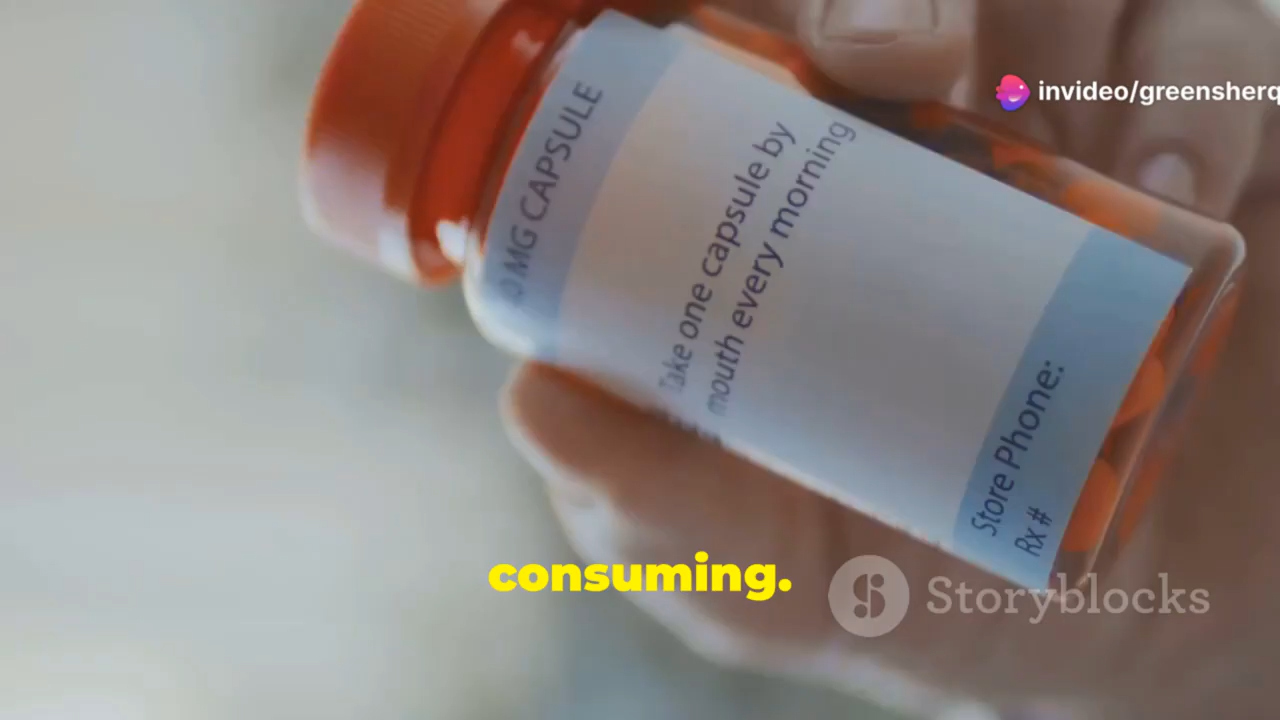 invideo/greensherq
MG CAPSULE
Take one capsule by
mouth every morning
Store Phone:
Rx #
consuming.
Storyblocks